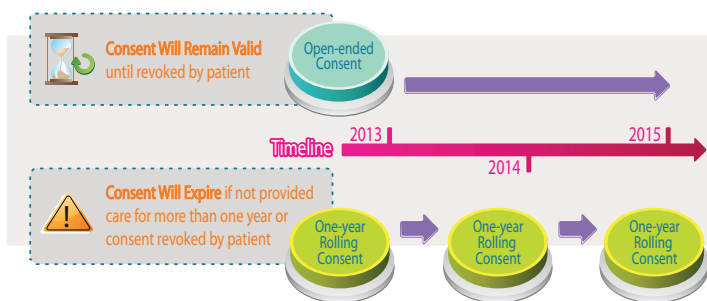 Consent Will Remain Valid
until revoked by patient
Open-ended
Consent
2013
2015
Timeline
2014
Consent Will Expire if not provided
care for more than one year or
consent revoked by patient
One-year
Rolling
Consent
One-year
Rolling
Consent
One-year
Rolling
Consent